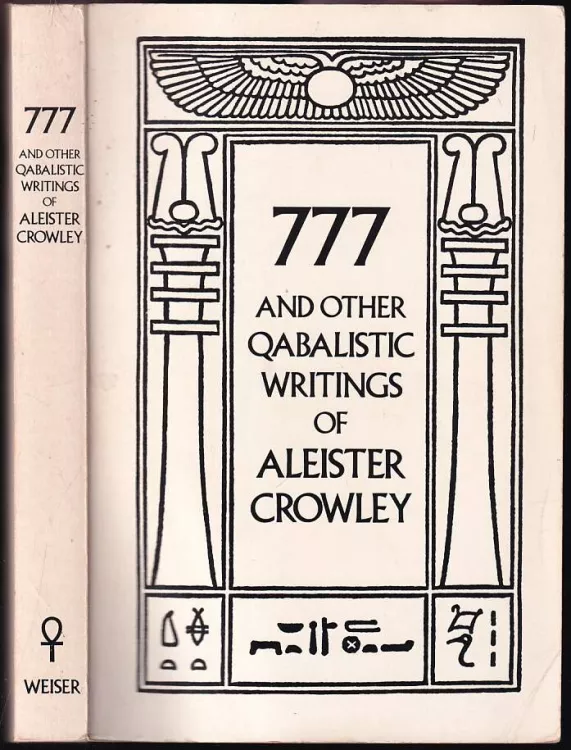 777
AND OTHER
QABALISTIC
WRITINGS
OF
ALEISTER
CROWLEY
WEISER
777
AND OTHER
QABALISTIC
WRITINGS
OF
ALEISTER
CROWLEY